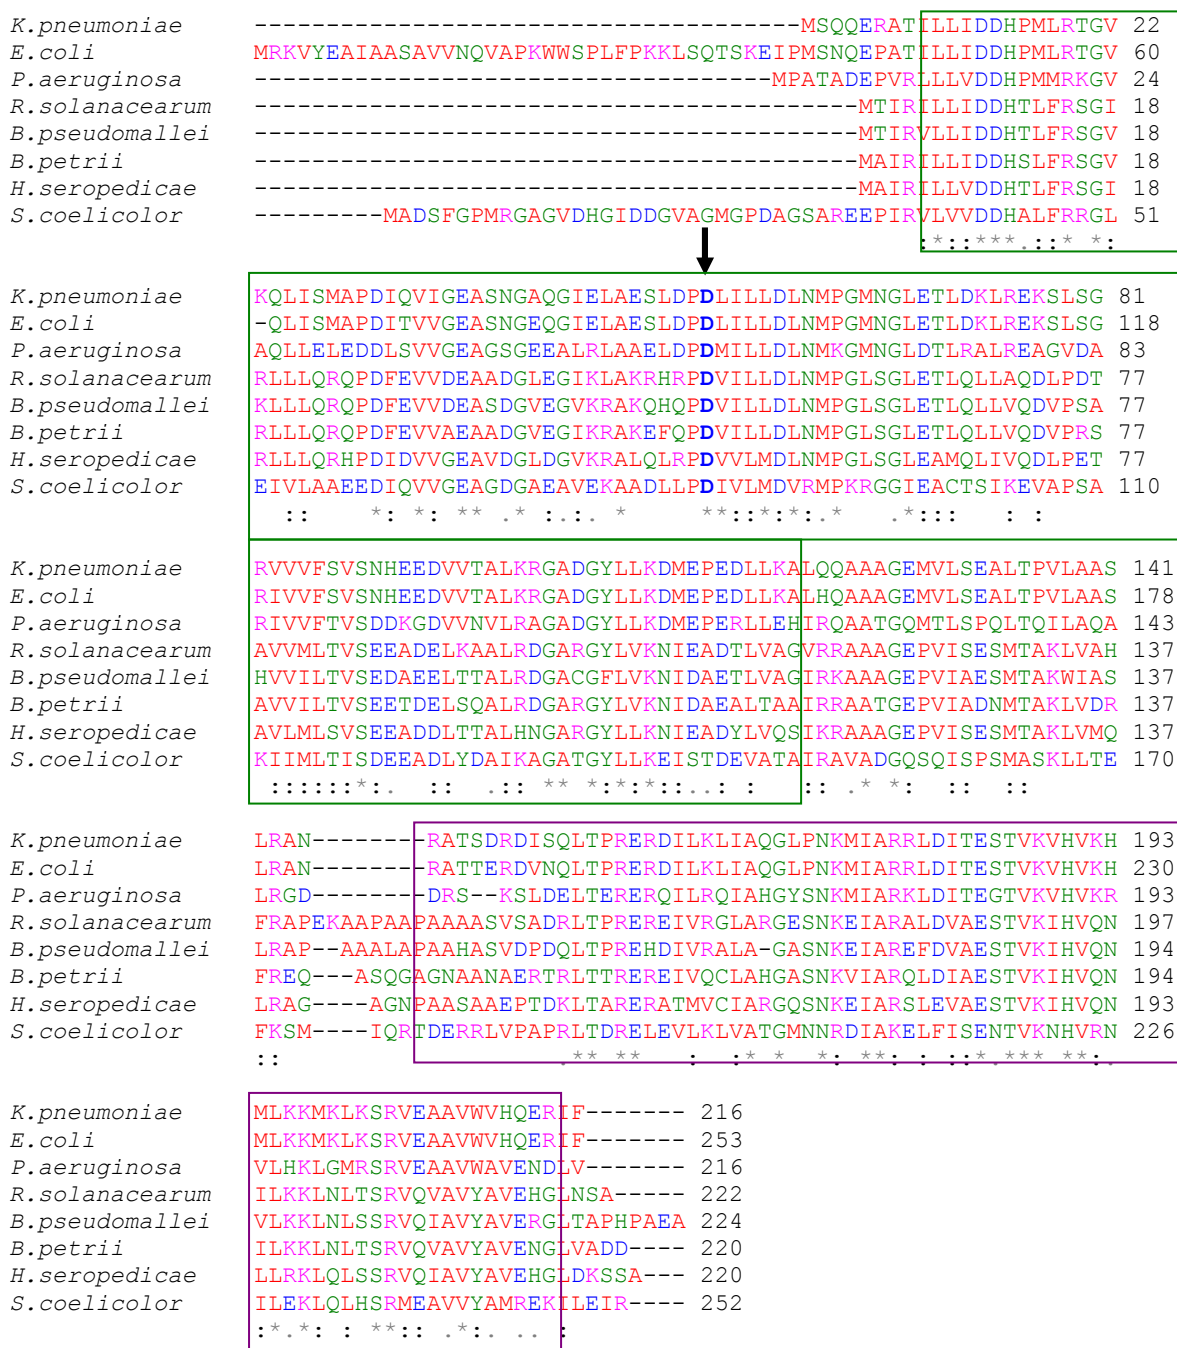 K.pneumoniae ----------------------------------MSQQERATILLIDDHPMLRTGV 22
E.coli MRKVYEAIAASAVVNQVAPKWWSPLFPKKLSQTSKEIPMSNQEPATILLIDDHPMLRTGV 60
P.aeruginosa --------------------------------MPATADEPVRLLLVDDHPMMRKGV 24
R.solanacearum --------------------------------------MTIRILLIDDHTLFRSGI 18
B.pseudomallei --------------------------------------MTIRVLLIDDHTLFRSGV 18
B.petrii --------------------------------------MAIRILLIDDHSLFRSGV 18
H.seropedicae --------------------------------------MAIRILLVDDHTLFRSGI 18
S.coelicolor ---------MADSFGPMRGAGVDHGIDDGVAGMGPDAGSAREEPIRVLVVDDHALFRRGL 51
:*::***.::* *:
K.pneumoniae KQLISMAPDIQVIGEASNGAQGIELAESLDPDLILLDLNMPGMNGLETLDKLREKSLSG 81
E.coli -QLISMAPDITVVGEASNGEQGIELAESLDPDLILLDLNMPGMNGLETLDKLREKSLSG 118
P.aeruginosa AQLLELEDDLSVVGEAGSGEEALRLAAELDPDMILLDLNMKGMNGLDTLRALREAGVDA 83
R.solanacearum RLLLQRQPDFEVVDEAADGLEGIKLAKRHRPDVILLDLNMPGLSGLETLQLLAQDLPDT 77
B.pseudomallei KLLLQRQPDFEVVDEASDGVEGVKRAKQHQPDVILLDLNMPGLSGLETLQLLVQDVPSA 77
B.petrii RLLLQRQPDFEVVAEAADGVEGIKRAKEFQPDVILLDLNMPGLSGLETLQLLVQDVPRS 77
H.seropedicae RLLLQRHPDIDVVGEAVDGLDGVKRALQLRPDVVLMDLNMPGLSGLEAMQLIVQDLPET 77
S.coelicolor EIVLAAEEDIQVVGEAGDGAEAVEKAADLLPDIVLMDVRMPKRGGIEACTSIKEVAPSA 110
:: *: *: ** .* :.:. * **::*:*:.* .*::: : :
K.pneumoniae RVVVFSVSNHEEDVVTALKRGADGYLLKDMEPEDLLKALQQAAAGEMVLSEALTPVLAAS 141
E.coli RIVVFSVSNHEEDVVTALKRGADGYLLKDMEPEDLLKALHQAAAGEMVLSEALTPVLAAS 178
P.aeruginosa RIVVFTVSDDKGDVVNVLRAGADGYLLKDMEPERLLEHIRQAATGQMTLSPQLTQILAQA 143
R.solanacearum AVVMLTVSEEADELKAALRDGARGYLVKNIEADTLVAGVRRAAAGEPVISESMTAKLVAH 137
B.pseudomallei HVVILTVSEDAEELTTALRDGACGFLVKNIDAETLVAGIRKAAAGEPVIAESMTAKWIAS 137
B.petrii AVVILTVSEETDELSQALRDGARGYLVKNIDAEALTAAIRRAATGEPVIADNMTAKLVDR 137
H.seropedicae AVLMLSVSEEADDLTTALHNGARGYLLKNIEADYLVQSIKRAAAGEPVISESMTAKLVMQ 137
S.coelicolor KIIMLTISDEEADLYDAIKAGATGYLLKEISTDEVATAIRAVADGQSQISPSMASKLLTE 170
::::::*:. :: .:: ** *:*:*::..: : :: .* *: :: ::
K.pneumoniae LRAN--------RATSDRDISQLTPRERDILKLIAQGLPNKMIARRLDITESTVKVHVKH 193
E.coli LRAN--------RATTERDVNQLTPRERDILKLIAQGLPNKMIARRLDITESTVKVHVKH 230
P.aeruginosa LRGD--------DRS--KSLDELTERERQILRQIAHGYSNKMIARKLDITEGTVKVHVKR 193
R.solanacearum FRAPEKAAPAAPAAAASVSADRLTPREREIVRGLARGESNKEIARALDVAESTVKIHVQN 197
B.pseudomallei LRAP--AAALAPAAHASVDPDQLTPREHDIVRALA-GASNKEIAREFDVAESTVKIHVQN 194
B.petrii FREQ---ASQGAGNAANAERTRLTTREREIVQCLAHGASNKVIARQLDIAESTVKIHVQN 194
H.seropedicae LRAG----AGNPAASAAEPTDKLTARERATMVCIARGQSNKEIARSLEVAESTVKIHVQN 193
S.coelicolor FKSM----IQRTDERRLVPAPRLTDRELEVLKLVATGMNNRDIAKELFISENTVKNHVRN 226
:: .** ** : :* * *: **: : ::*.*** **:.
K.pneumoniae MLKKMKLKSRVEAAVWVHQERIF------- 216
E.coli MLKKMKLKSRVEAAVWVHQERIF------- 253
P.aeruginosa VLHKLGMRSRVEAAVWAVENDLV------- 216
R.solanacearum ILKKLNLTSRVQVAVYAVEHGLNSA----- 222
B.pseudomallei VLKKLNLSSRVQIAVYAVERGLTAPHPAEA 224
B.petrii ILKKLNLTSRVQVAVYAVENGLVADD---- 220
H.seropedicae LLRKLQLSSRVQIAVYAVEHGLDKSSA--- 220
S.coelicolor ILEKLQLHSRMEAVVYAMREKILEIR---- 252
:*.*: : **:: .*:. .. :